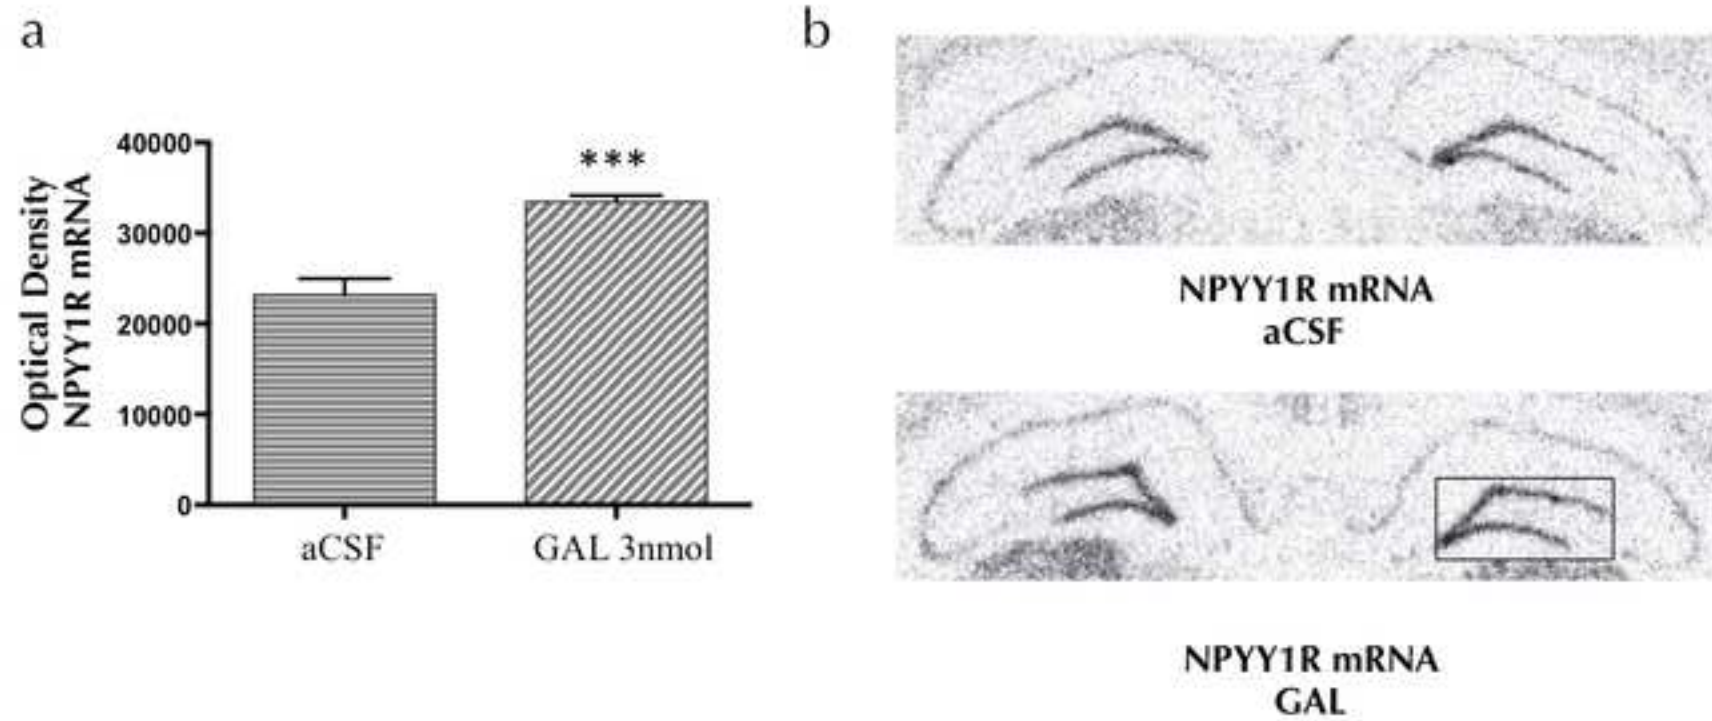 a
b
Optical Density
NPYY1R mRNA
40000
30000
20000
10000
0
***
aCSF
GAL 3nmol
NPYY1R mRNA
aCSF
NPYY1R mRNA
GAL